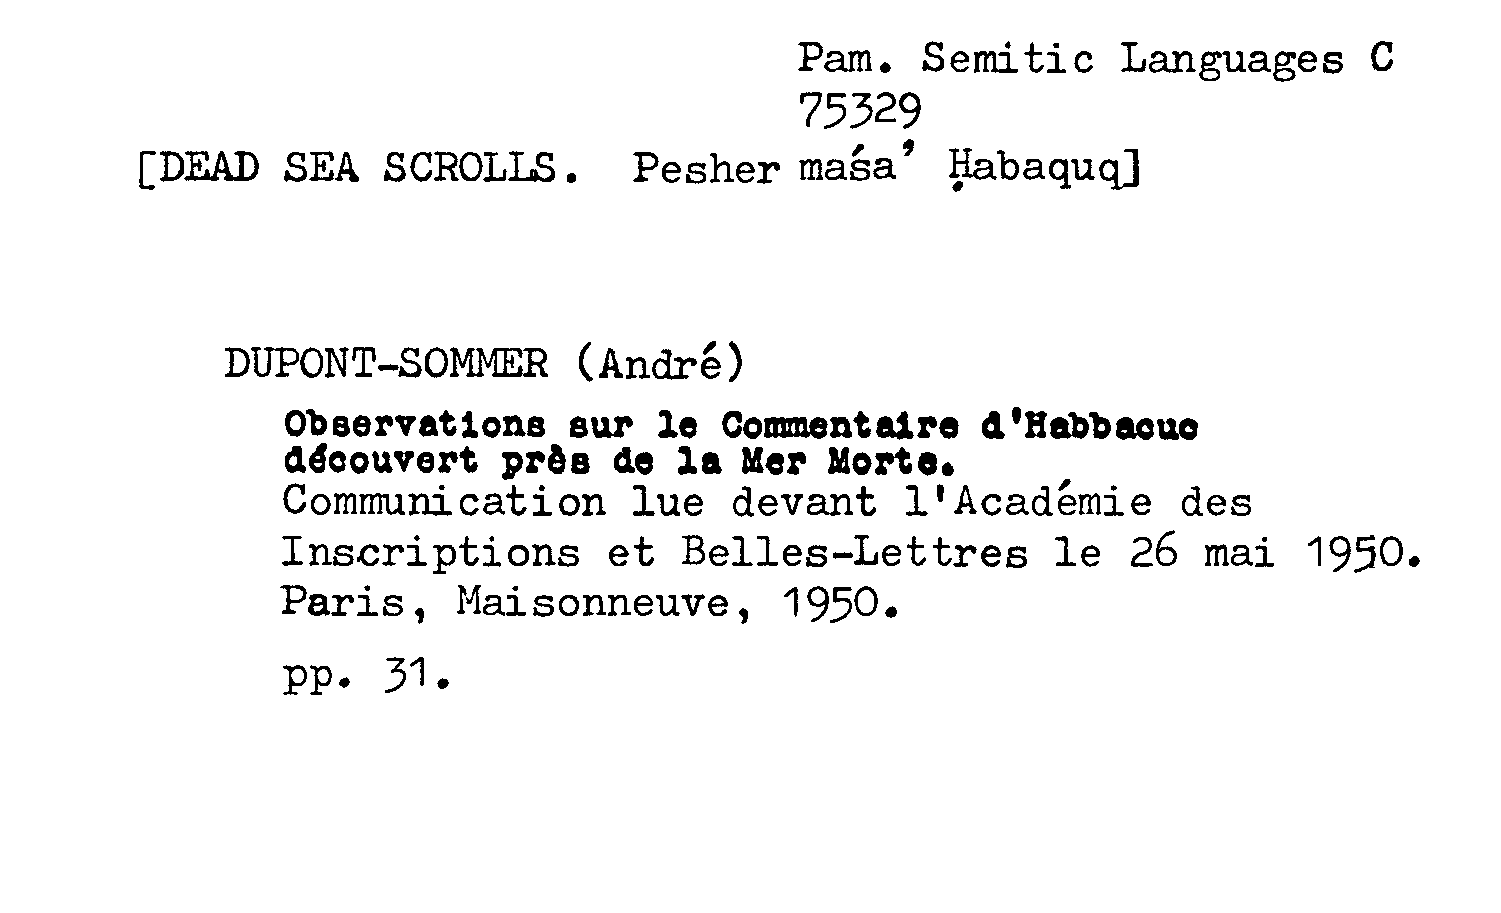 Pam. Semitic Languages C
75329
[DEAD SEA SCROLLS. Pesher maśa’ Ḥabaquq]
DUPONT-SOMMER (André)
Observations sur le Commentaire d'Habbacuc
découvert près de la Mer Morte.
Communication lue devant l'Académie des
Inscriptions et Belles-Lettres le 26 mai 1950.
Paris, Maisonneuve, 1950.
pp. 31.